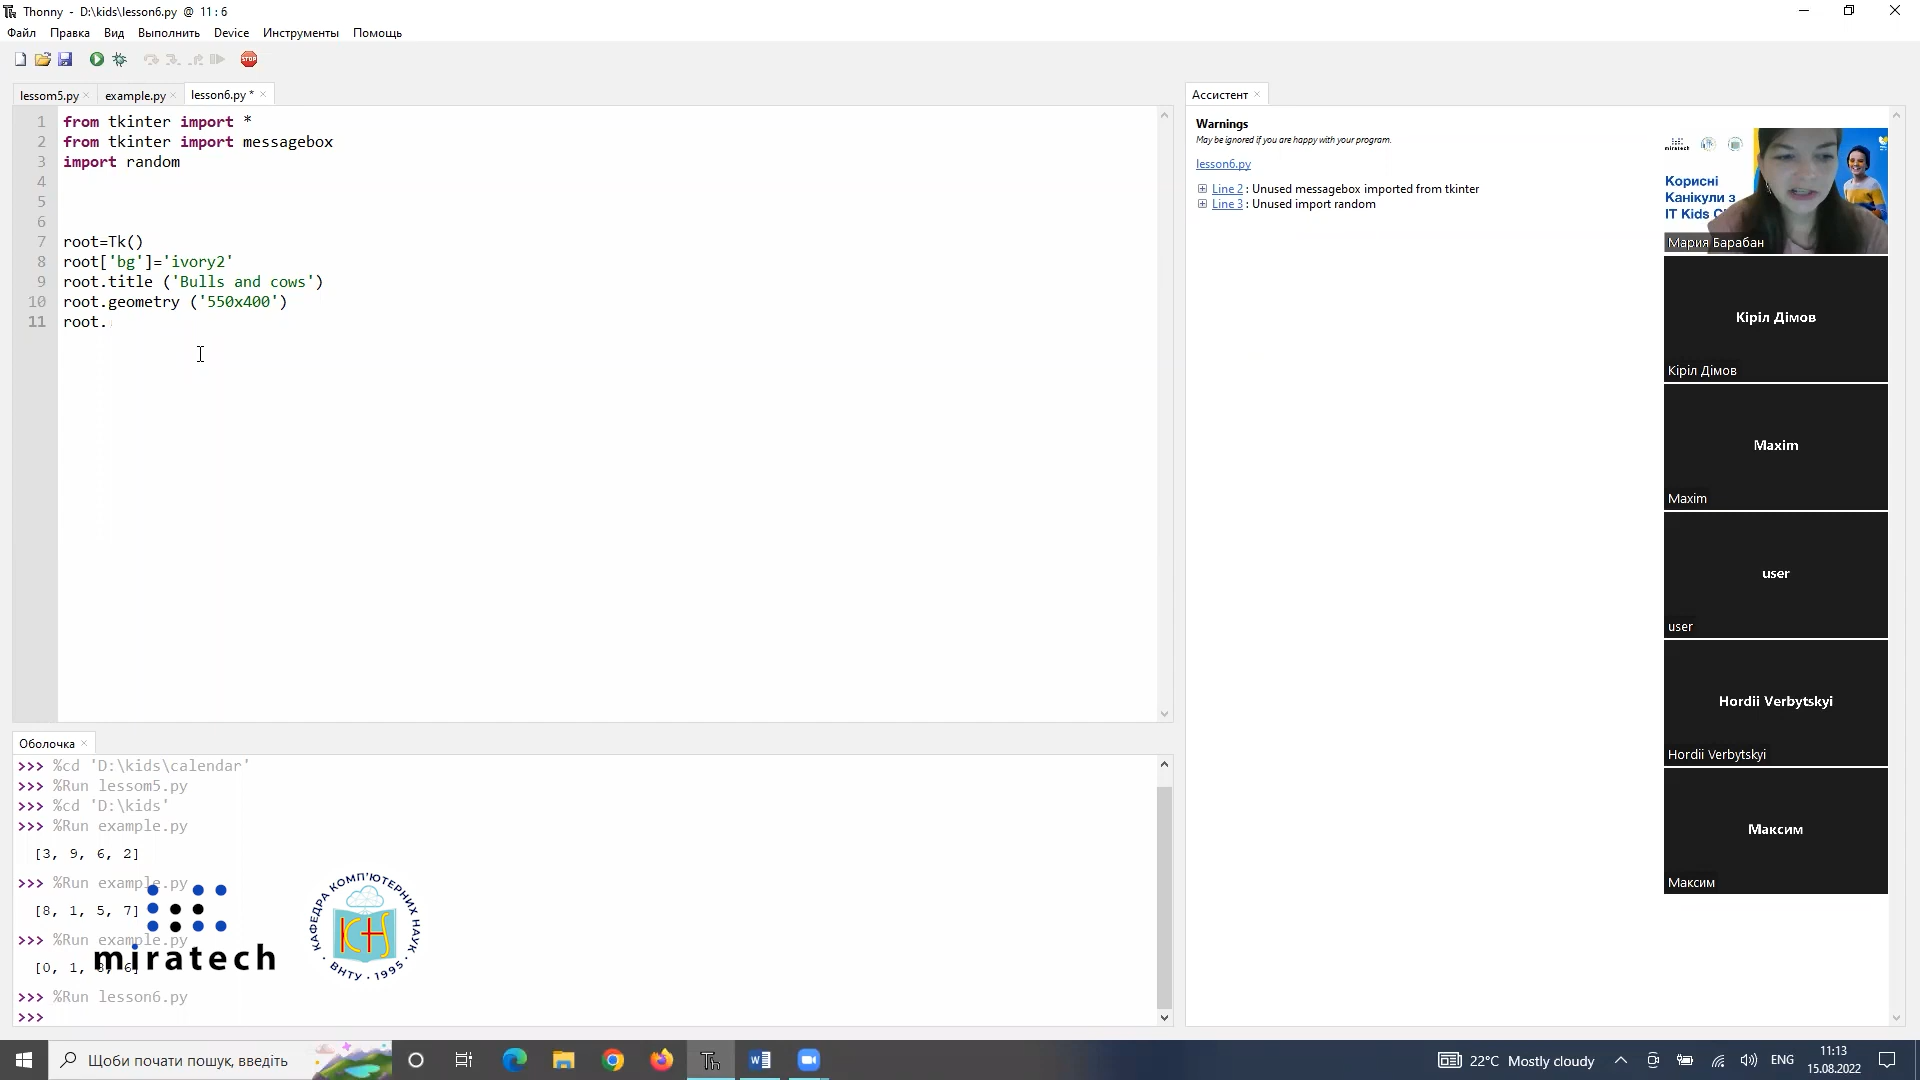 Thonny - D:\kids\lesson6.py @ 11 : 6
Файл Правка Вид Выполнить Device Инструменты Помощь
STOP
lessom5.py × example.py × lesson6.py * ×
1 from tkinter import *
2 from tkinter import messagebox
3 import random
4
5
6
7 root=Tk()
8 root['bg']='ivory2'
9 root.title ('Bulls and cows')
10 root.geometry ('550x400')
11 root.
Ассистент ×
Warnings
May be ignored if you are happy with your program.
lesson6.py
Line 2 : Unused messagebox imported from tkinter
Line 3 : Unused import random
miratech
Корисні
Канікули з
IT Kids C
Мария Барабан
Кіріл Дімов
Кіріл Дімов
Maxim
Maxim
user
user
Hordii Verbytskyi
Hordii Verbytskyi
Максим
Максим
Оболочка ×
>>> %cd 'D:\kids\calendar'
>>> %Run lessom5.py
>>> %cd 'D:\kids'
>>> %Run example.py
[3, 9, 6, 2]
>>> %Run example.py
[8, 1, 5, 7]
>>> %Run example.py
[0, 1, 8, 6]
>>> %Run lesson6.py
>>>
miratech
КАФЕДРА КОМП'ЮТЕРНИХ НАУК
КНS
ВНТУ · 1995
Щоби почати пошук, введіть
22°C Mostly cloudy
ENG
11:13
15.08.2022